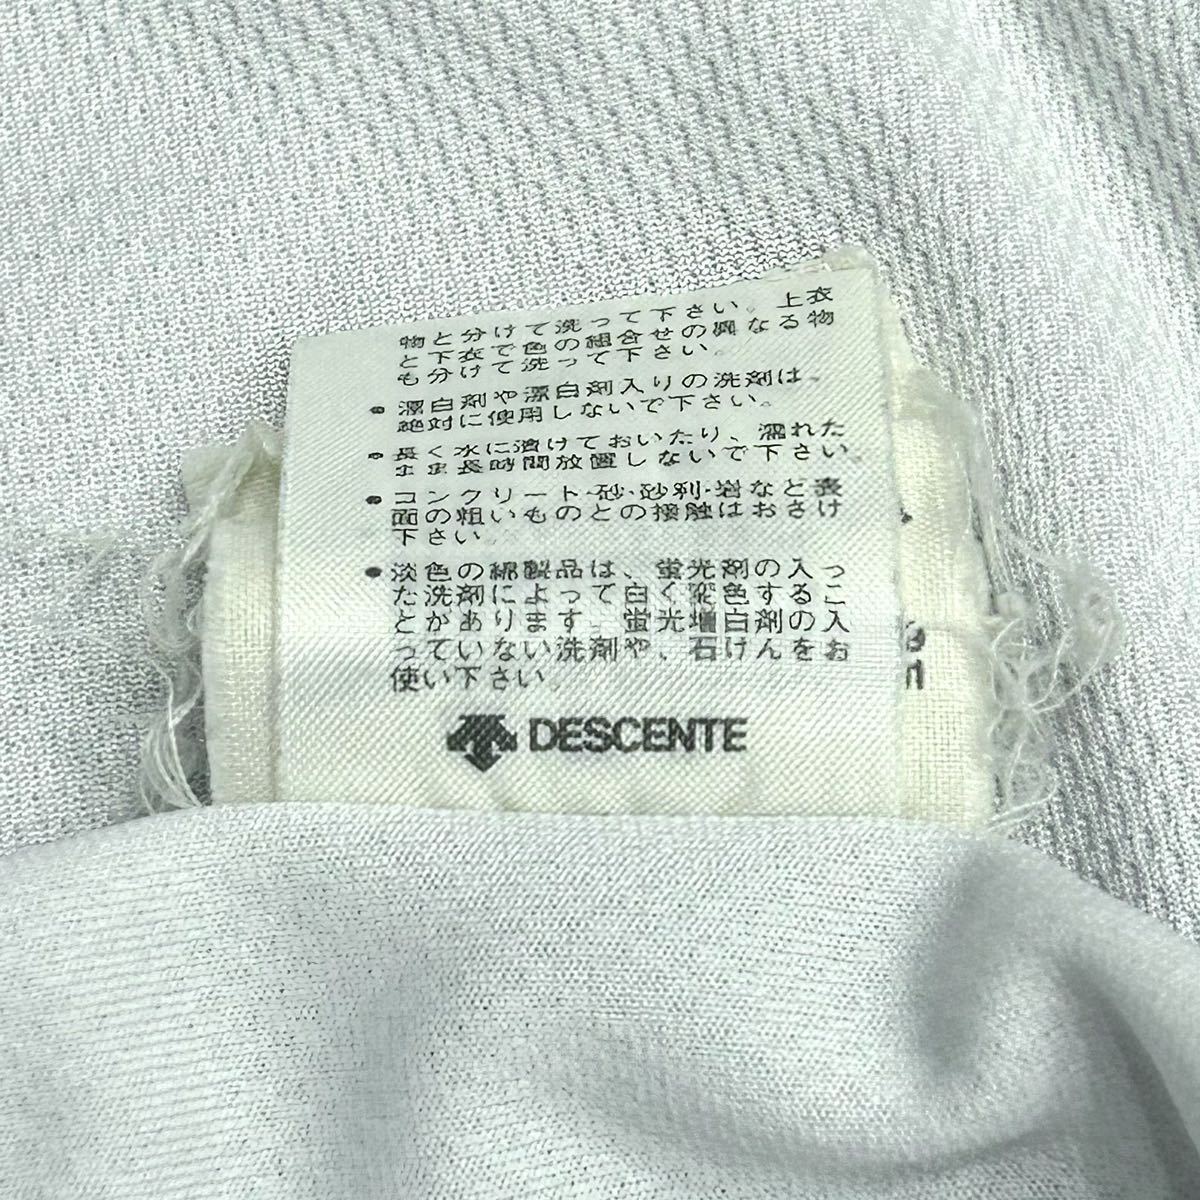 物と分けて洗って下さい。上衣
と下衣で色の組合せの異なる物
も分けて洗って下さい。
● 漂白剤や漂白剤入りの洗剤は、
絶対に使用しないで下さい。
● 長く水に漬けておいたり、濡れた
まま長時間放置しないで下さい。
● コンクリート・砂・砂利・岩など表
面の粗いものとの接触はおさけ
下さい。
● 淡色の綿製品は、蛍光剤の入っ
た洗剤によって白く変色するこ
とがあります。蛍光増白剤の入
っていない洗剤や、石けんをお
使い下さい。
DESCENTE